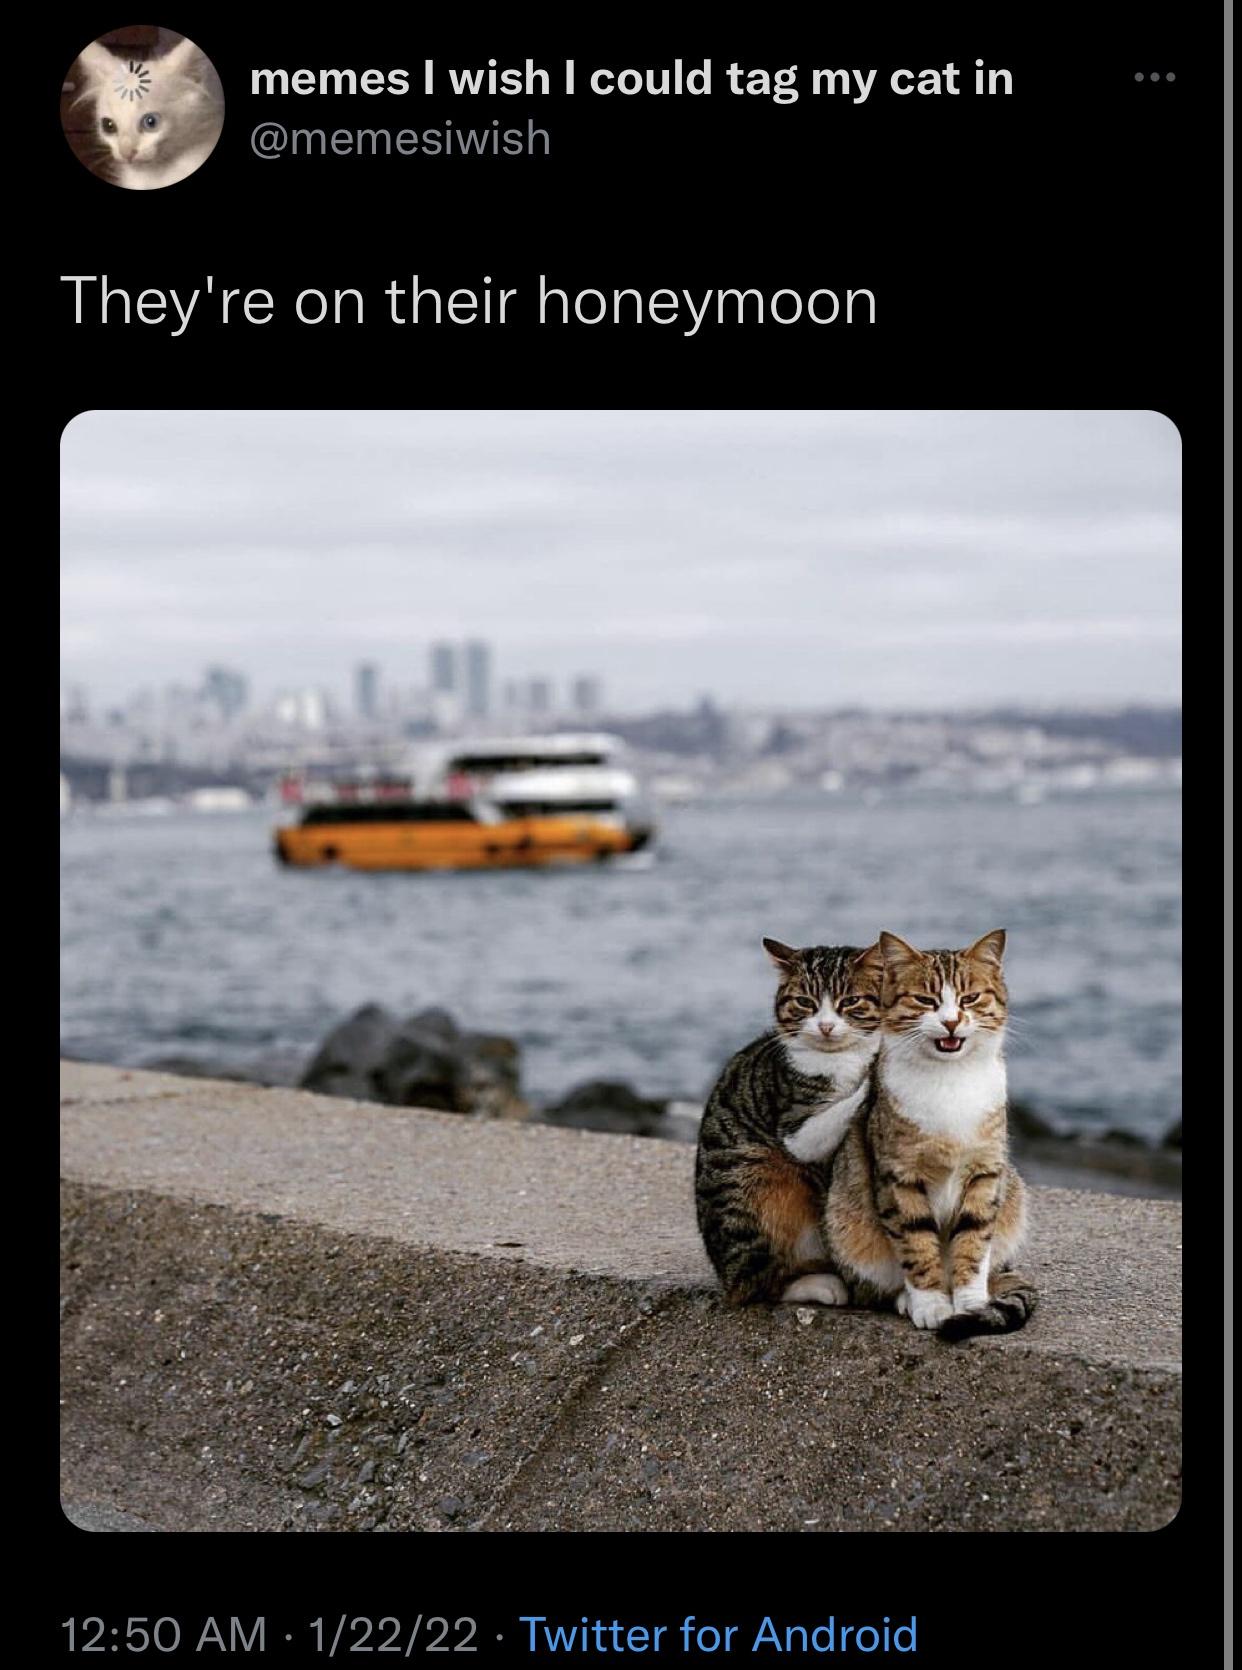 memes I wish I could tag my cat in
@memesiwish
They're on their honeymoon
12:50 AM · 1/22/22 · Twitter for Android